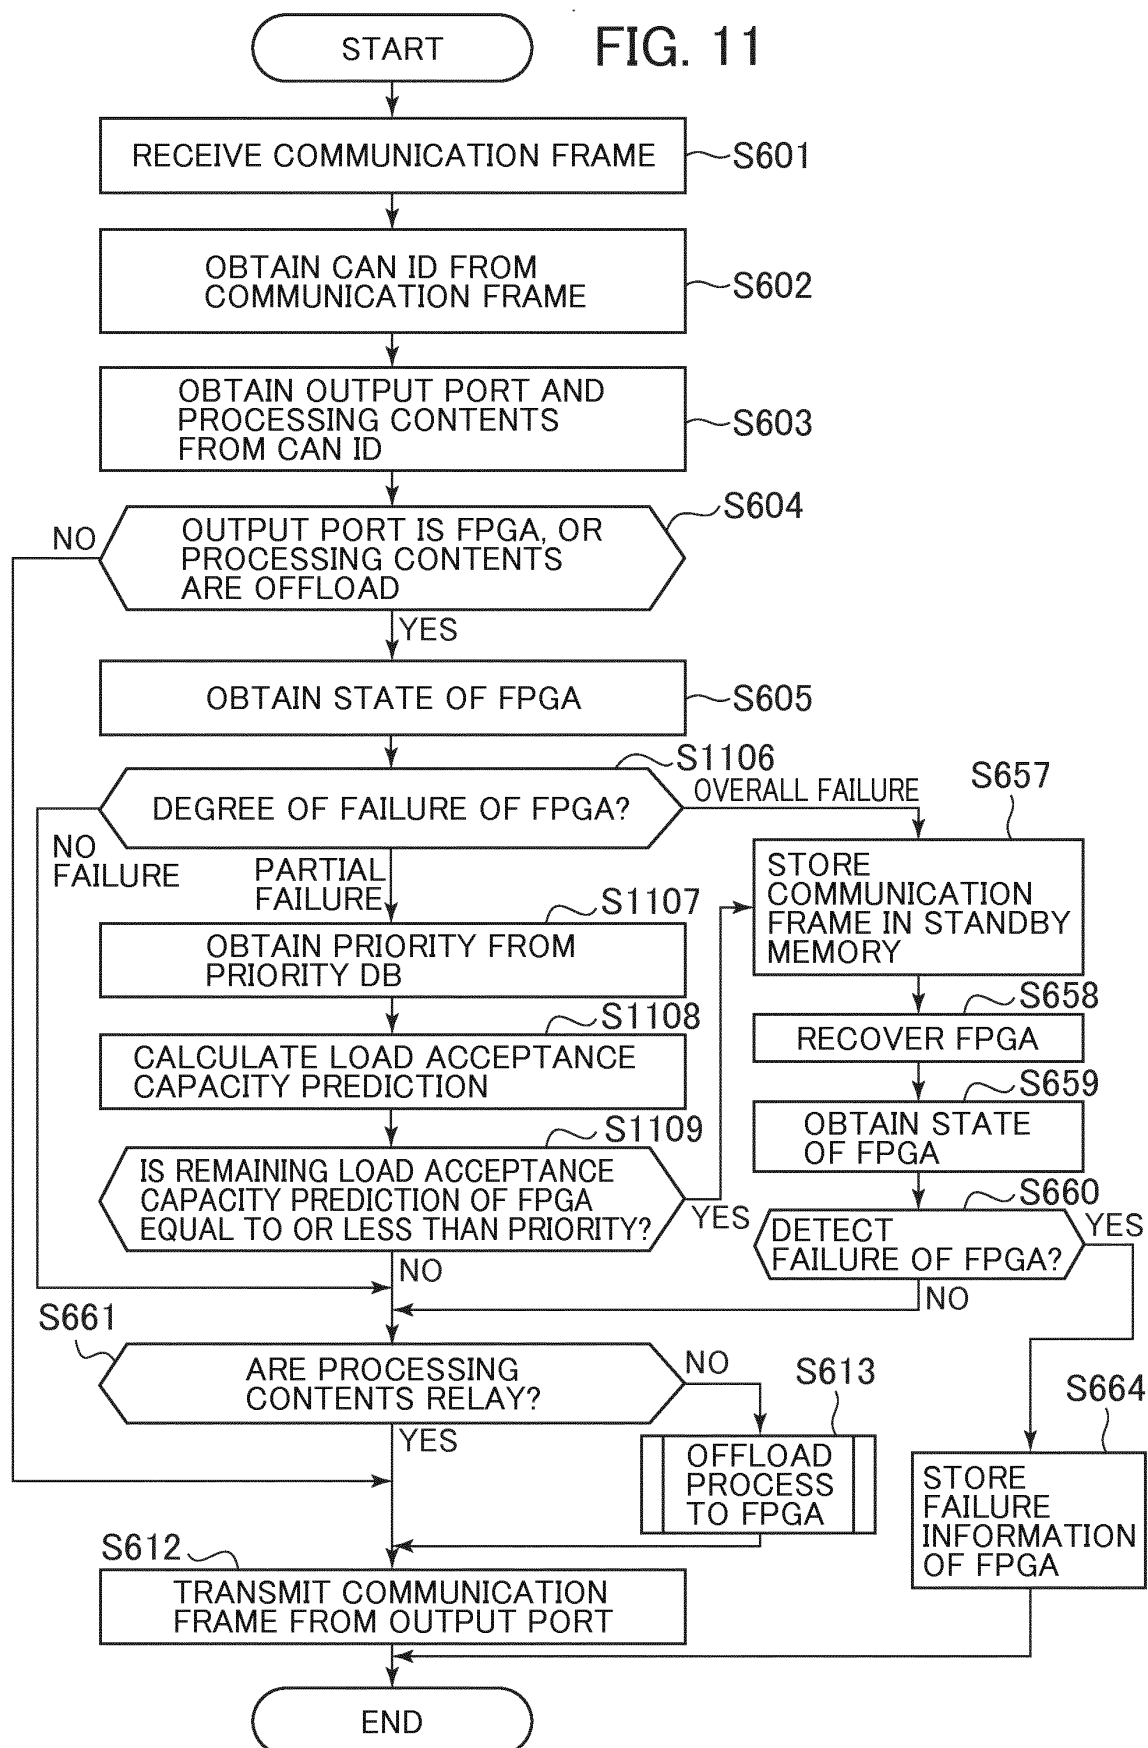 START
FIG. 11
RECEIVE COMMUNICATION FRAME
S601
OBTAIN CAN ID FROM
COMMUNICATION FRAME
S602
OBTAIN OUTPUT PORT AND
PROCESSING CONTENTS
FROM CAN ID
S603
S604
NO
OUTPUT PORT IS FPGA, OR
PROCESSING CONTENTS
ARE OFFLOAD
YES
OBTAIN STATE OF FPGA
S605
S1106
DEGREE OF FAILURE OF FPGA?
OVERALL FAILURE
NO
FAILURE
PARTIAL
FAILURE
S657
STORE
COMMUNICATION
FRAME IN STANDBY
MEMORY
S1107
OBTAIN PRIORITY FROM
PRIORITY DB
S658
RECOVER FPGA
S1108
CALCULATE LOAD ACCEPTANCE
CAPACITY PREDICTION
S659
OBTAIN STATE
OF FPGA
S1109
IS REMAINING LOAD ACCEPTANCE
CAPACITY PREDICTION OF FPGA
EQUAL TO OR LESS THAN PRIORITY?
YES
NO
S660
DETECT
FAILURE OF FPGA?
YES
NO
S661
ARE PROCESSING
CONTENTS RELAY?
NO
YES
S613
OFFLOAD
PROCESS
TO FPGA
S664
STORE
FAILURE
INFORMATION
OF FPGA
S612
TRANSMIT COMMUNICATION
FRAME FROM OUTPUT PORT
END